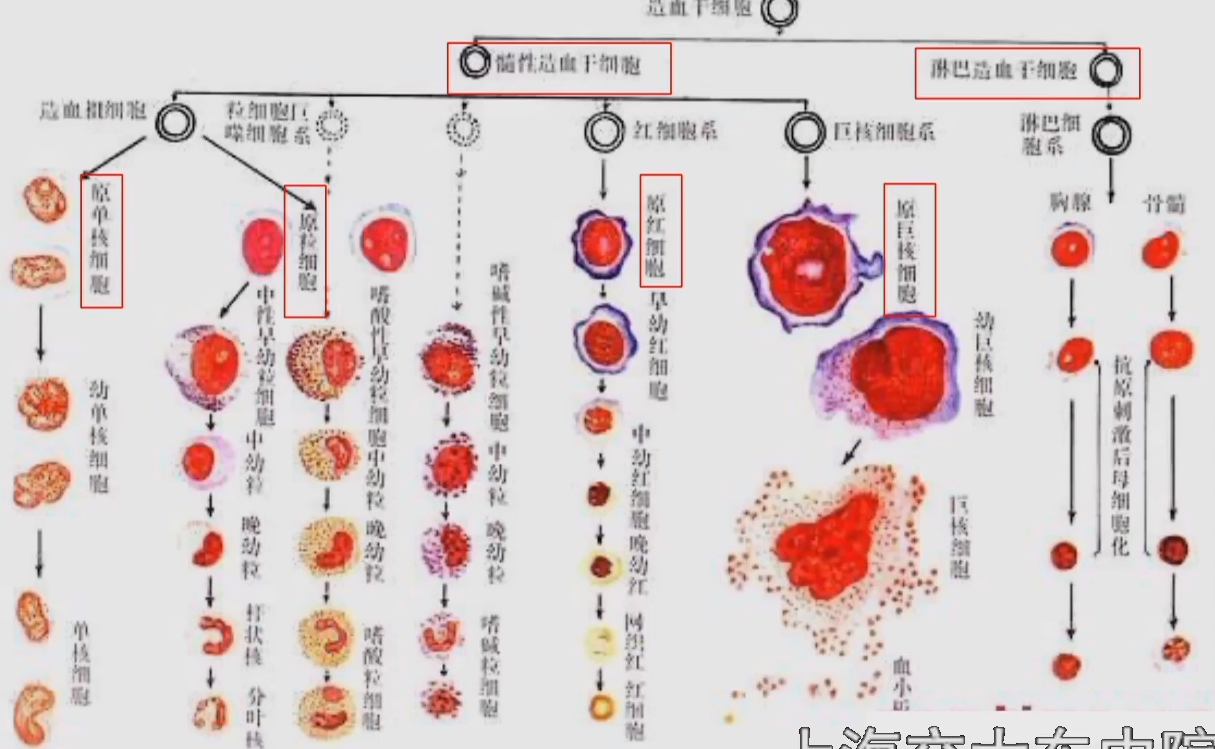 造血干细胞
髓性造血干细胞
淋巴造血干细胞
造血祖细胞
粒细胞巨
噬细胞系
红细胞系
巨核细胞系
淋巴细
胞系
原单核细胞
原粒细胞
原红细胞
原巨核细胞
胸腺
骨髓
中性早幼粒细胞
嗜酸性早幼粒细胞
嗜碱性早幼粒细胞
早幼红细胞
幼巨核细胞
抗原刺激后母细胞化
幼单核细胞
中幼粒
中幼粒
中幼粒
中幼红细胞
巨核细胞
晚幼粒
晚幼粒
晚幼粒
晚幼红
单核细胞
杆状核
嗜酸粒细胞
嗜碱粒细胞
网织红
血小板
分叶核
红细胞
上海交大东中院